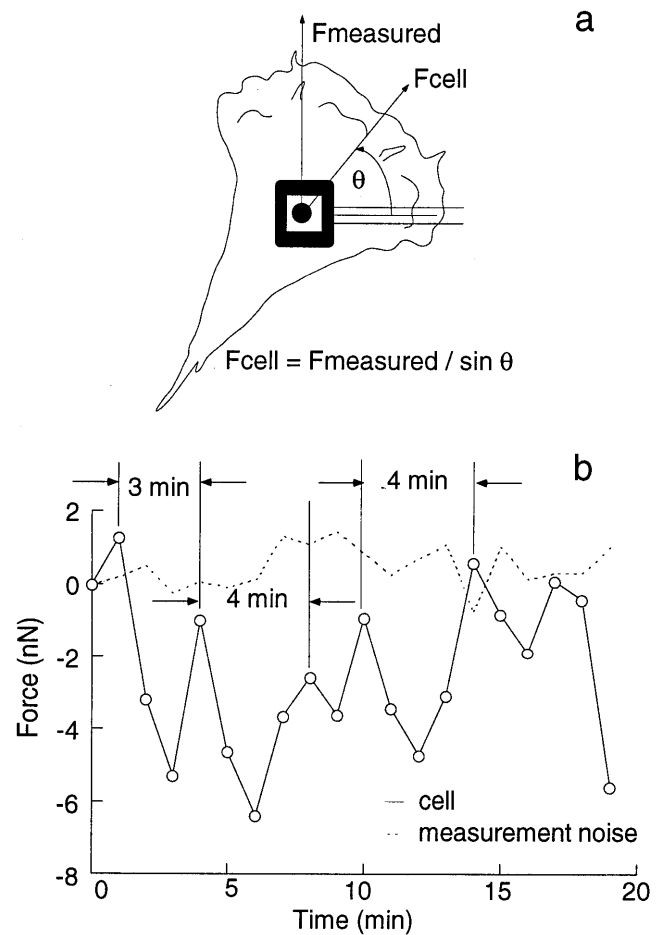 a
Fmeasured
Fcell
θ
Fcell = Fmeasured / sin θ
b
3 min
4 min
4 min
2
0
-2
-4
-6
-8
Force (nN)
cell
measurement noise
0 5 10 15 20
Time (min)